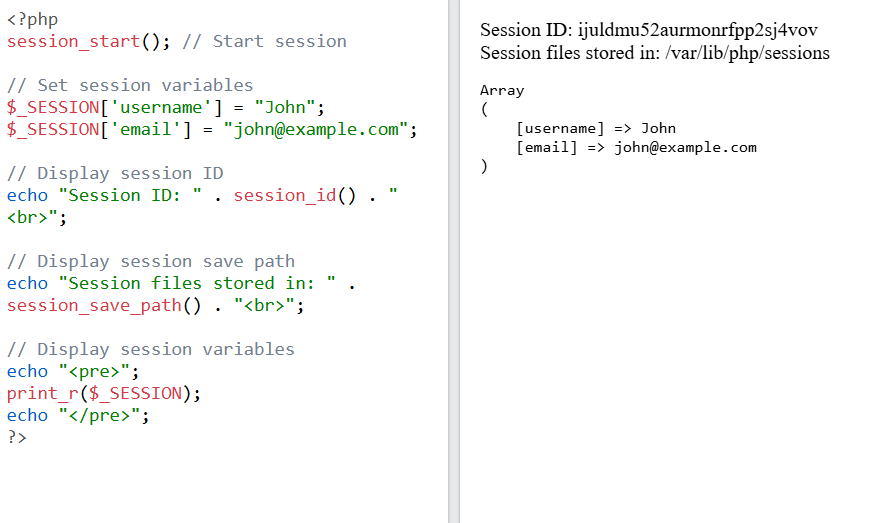 <?php
session_start(); // Start session

// Set session variables
$_SESSION['username'] = "John";
$_SESSION['email'] = "john@example.com";

// Display session ID
echo "Session ID: " . session_id() . "
<br>";

// Display session save path
echo "Session files stored in: " .
session_save_path() . "<br>";

// Display session variables
echo "<pre>";
print_r($_SESSION);
echo "</pre>";
?>

Session ID: ijuldmu52aurmonrfpp2sj4vov
Session files stored in: /var/lib/php/sessions

Array
(
    [username] => John
    [email] => john@example.com
)